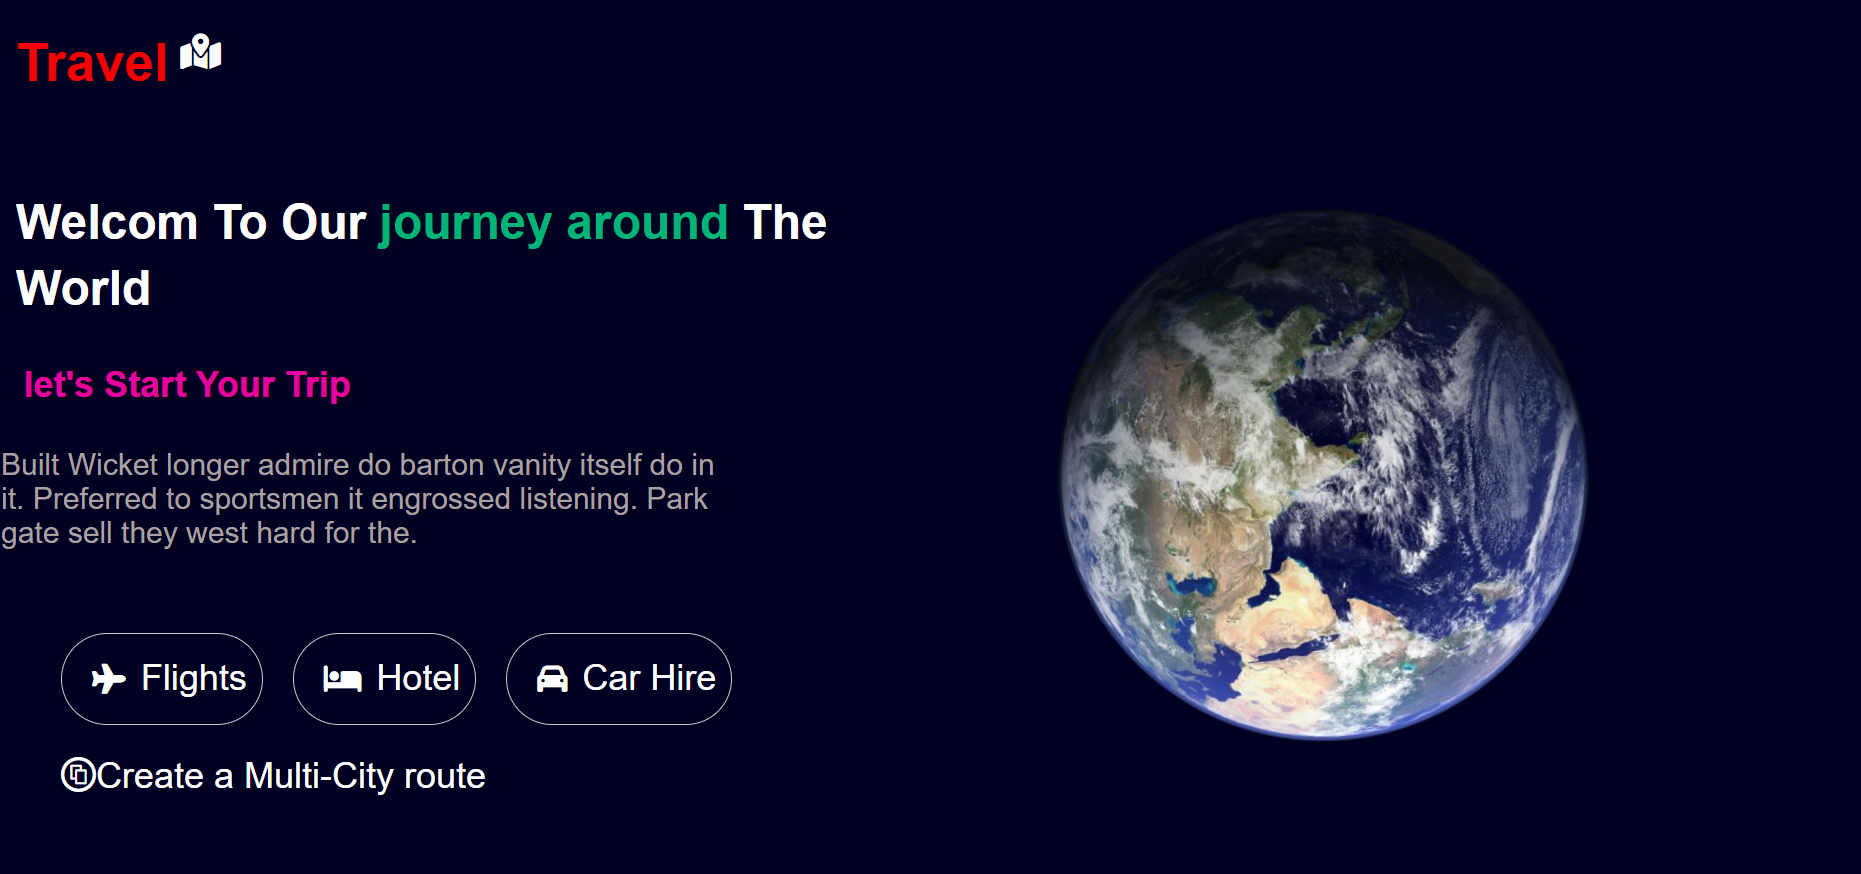 Travel
Welcom To Our journey around The
World
let's Start Your Trip
Built Wicket longer admire do barton vanity itself do in
it. Preferred to sportsmen it engrossed listening. Park
gate sell they west hard for the.
Flights Hotel Car Hire
Create a Multi-City route